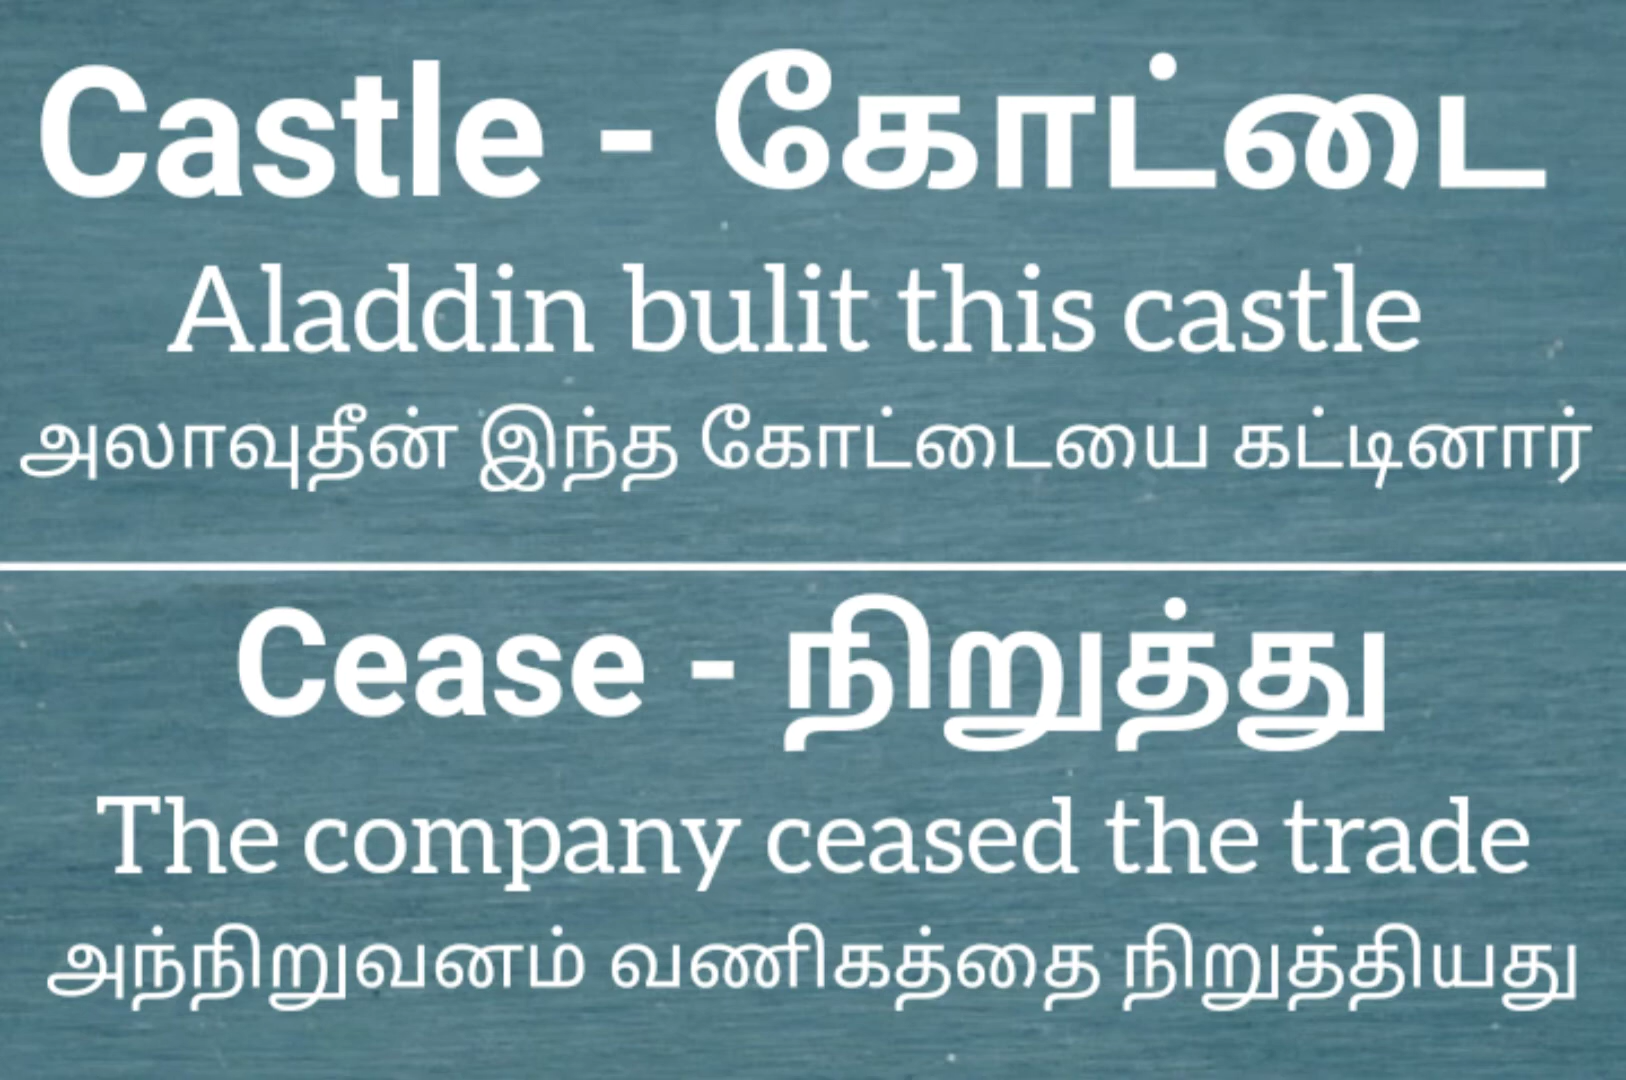 Castle - கோட்டை
Aladdin bulit this castle
அலாவுதீன் இந்த கோட்டையை கட்டினார்
Cease - நிறுத்து
The company ceased the trade
அந்நிறுவனம் வணிகத்தை நிறுத்தியது